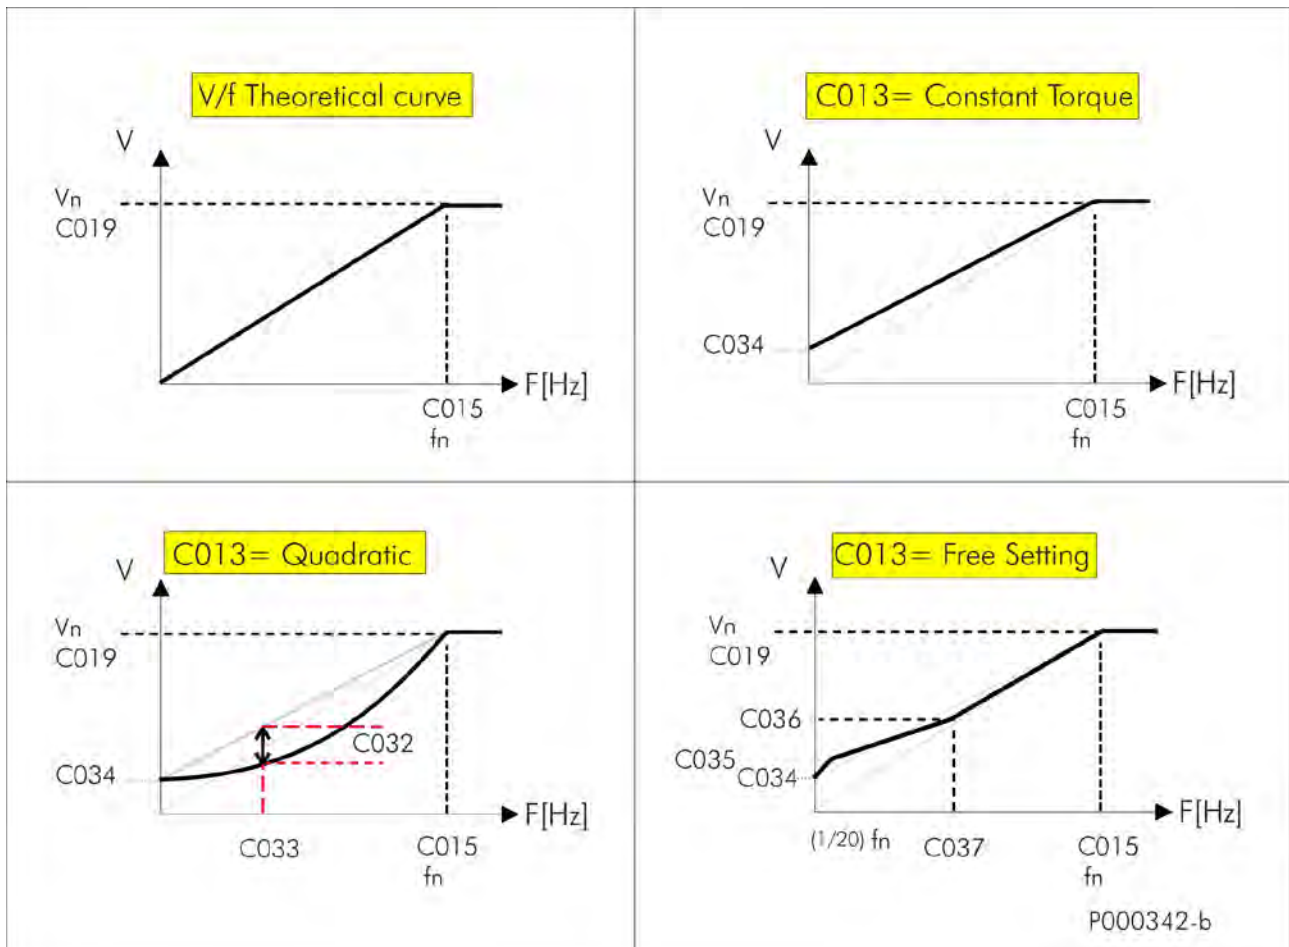 V/f Theoretical curve
V
Vn
C019
F[Hz]
C015
fn
C013= Constant Torque
V
Vn
C019
C034
F[Hz]
C015
fn
C013= Quadratic
V
Vn
C019
C032
C034
F[Hz]
C033
C015
fn
C013= Free Setting
V
Vn
C019
C036
C035
C034
F[Hz]
(1/20) fn
C037
C015
fn
P000342-b